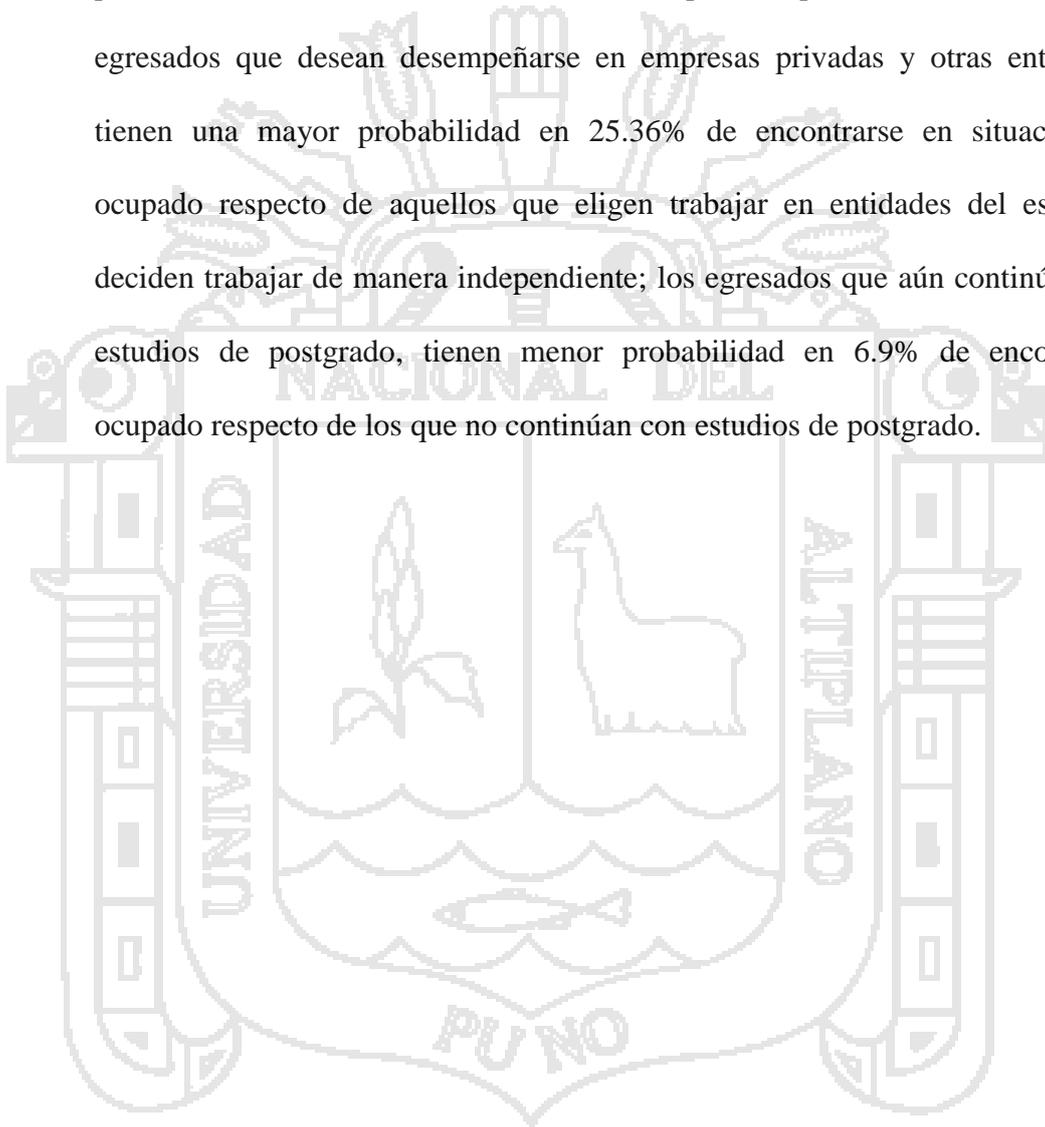 egresados que desean desempeñarse en empresas privadas y otras ent
tienen una mayor probabilidad en 25.36% de encontrarse en situac
ocupado respecto de aquellos que eligen trabajar en entidades del es
deciden trabajar de manera independiente; los egresados que aún continú
estudios de postgrado, tienen menor probabilidad en 6.9% de enco
ocupado respecto de los que no continúan con estudios de postgrado.
NACIONAL DEL
UNIVERSIDAD
ALTIPLANO
PUNO